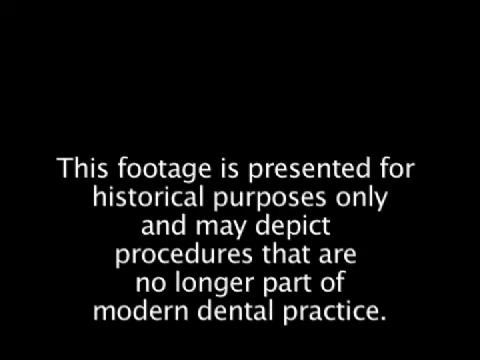 This footage is presented for
historical purposes only
and may depict
procedures that are
no longer part of
modern dental practice.